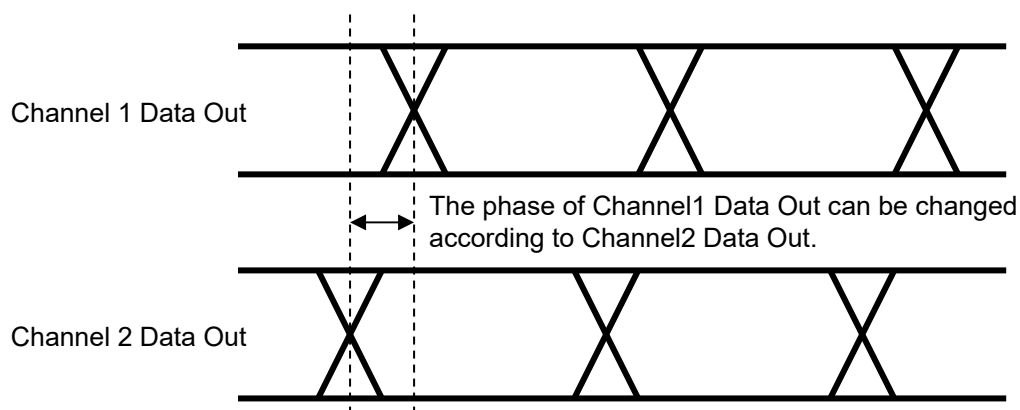 Channel 1 Data Out
The phase of Channel1 Data Out can be changed
according to Channel2 Data Out.
Channel 2 Data Out